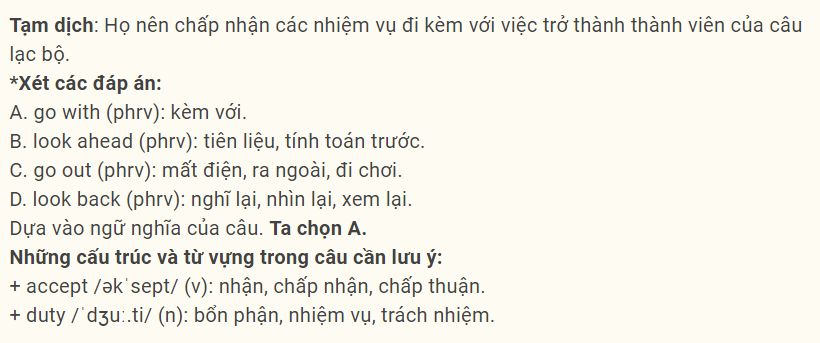 Tạm dịch: Họ nên chấp nhận các nhiệm vụ đi kèm với việc trở thành thành viên của câu
lạc bộ.
*Xét các đáp án:
A. go with (phrv): kèm với.
B. look ahead (phrv): tiên liệu, tính toán trước.
C. go out (phrv): mất điện, ra ngoài, đi chơi.
D. look back (phrv): nghĩ lại, nhìn lại, xem lại.
Dựa vào ngữ nghĩa của câu. Ta chọn A.
Những cấu trúc và từ vựng trong câu cần lưu ý:
+ accept /əkˈsept/ (v): nhận, chấp nhận, chấp thuận.
+ duty /ˈdʒuː.ti/ (n): bổn phận, nhiệm vụ, trách nhiệm.